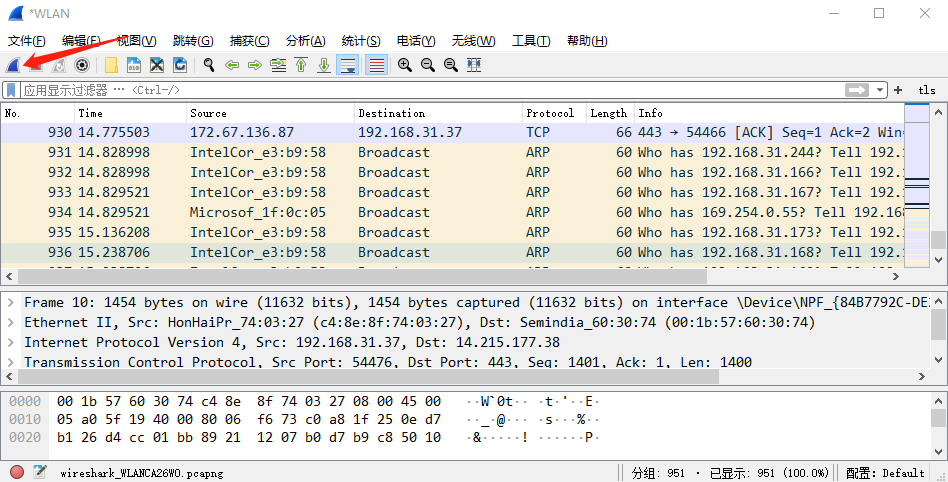 *WLAN
文件(F) 编辑(E) 视图(V) 跳转(G) 捕获(C) 分析(A) 统计(S) 电话(Y) 无线(W) 工具(T) 帮助(H)
应用显示过滤器 … <Ctrl-/> + tls
No. Time Source Destination Protocol Length Info
930 14.775503 172.67.136.87 192.168.31.37 TCP 66 443 → 54466 [ACK] Seq=1 Ack=2 Win=
931 14.828998 IntelCor_e3:b9:58 Broadcast ARP 60 Who has 192.168.31.244? Tell 192.
932 14.828998 IntelCor_e3:b9:58 Broadcast ARP 60 Who has 192.168.31.166? Tell 192.
933 14.829521 IntelCor_e3:b9:58 Broadcast ARP 60 Who has 192.168.31.167? Tell 192.
934 14.829521 Microsof_1f:0c:05 Broadcast ARP 60 Who has 169.254.0.55? Tell 192.168
935 15.136208 IntelCor_e3:b9:58 Broadcast ARP 60 Who has 192.168.31.173? Tell 192.
936 15.238706 IntelCor_e3:b9:58 Broadcast ARP 60 Who has 192.168.31.168? Tell 192.
Frame 10: 1454 bytes on wire (11632 bits), 1454 bytes captured (11632 bits) on interface \Device\NPF_{84B7792C-DE
Ethernet II, Src: HonHaiPr_74:03:27 (c4:8e:8f:74:03:27), Dst: Semindia_60:30:74 (00:1b:57:60:30:74)
Internet Protocol Version 4, Src: 192.168.31.37, Dst: 14.215.177.38
Transmission Control Protocol, Src Port: 54476, Dst Port: 443, Seq: 1401, Ack: 1, Len: 1400
0000 00 1b 57 60 30 74 c4 8e 8f 74 03 27 08 00 45 00 ··W`0t·· ·t·'··E·
0010 05 a0 5f 19 40 00 80 06 f6 73 c0 a8 1f 25 0e d7 ··_·@··· ·s···%··
0020 b1 26 d4 cc 01 bb 89 21 12 07 b0 d7 b9 c8 50 10 ·&·····! ······P·
wireshark_WLANCA26W0.pcapng 分组: 951 · 已显示: 951 (100.0%) 配置: Default